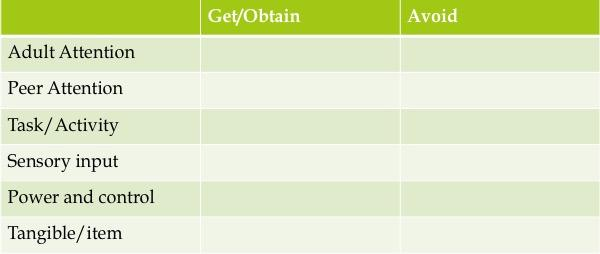 Get/Obtain Avoid
Adult Attention
Peer Attention
Task/Activity
Sensory input
Power and control
Tangible/item